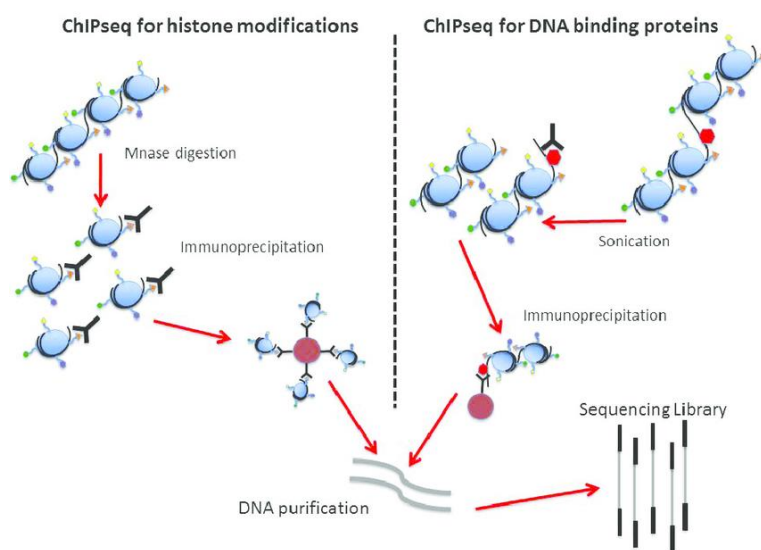 ChIPseq for histone modifications
ChIPseq for DNA binding proteins
Mnase digestion
Immunoprecipitation
Sonication
Immunoprecipitation
Sequencing Library
DNA purification